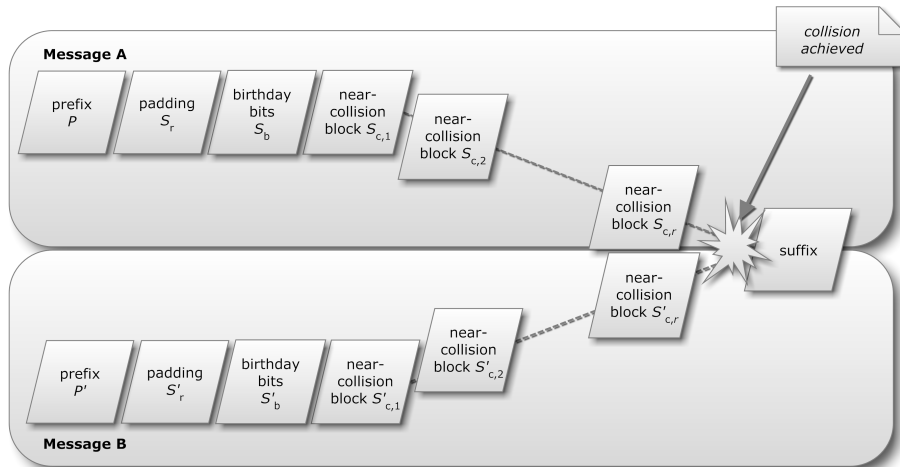 collision
achieved
Message A
prefix
P
padding
Sr
birthday
bits
Sb
near-
collision
block Sc,1
near-
collision
block Sc,2
near-
collision
block Sc,r
suffix
near-
collision
block S'c,r
near-
collision
block S'c,2
prefix
P'
padding
S'r
birthday
bits
S'b
near-
collision
block S'c,1
Message B